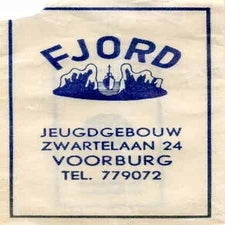 FJORD
JEUGDGEBOUW
ZWARTELAAN 24
VOORBURG
TEL. 779072